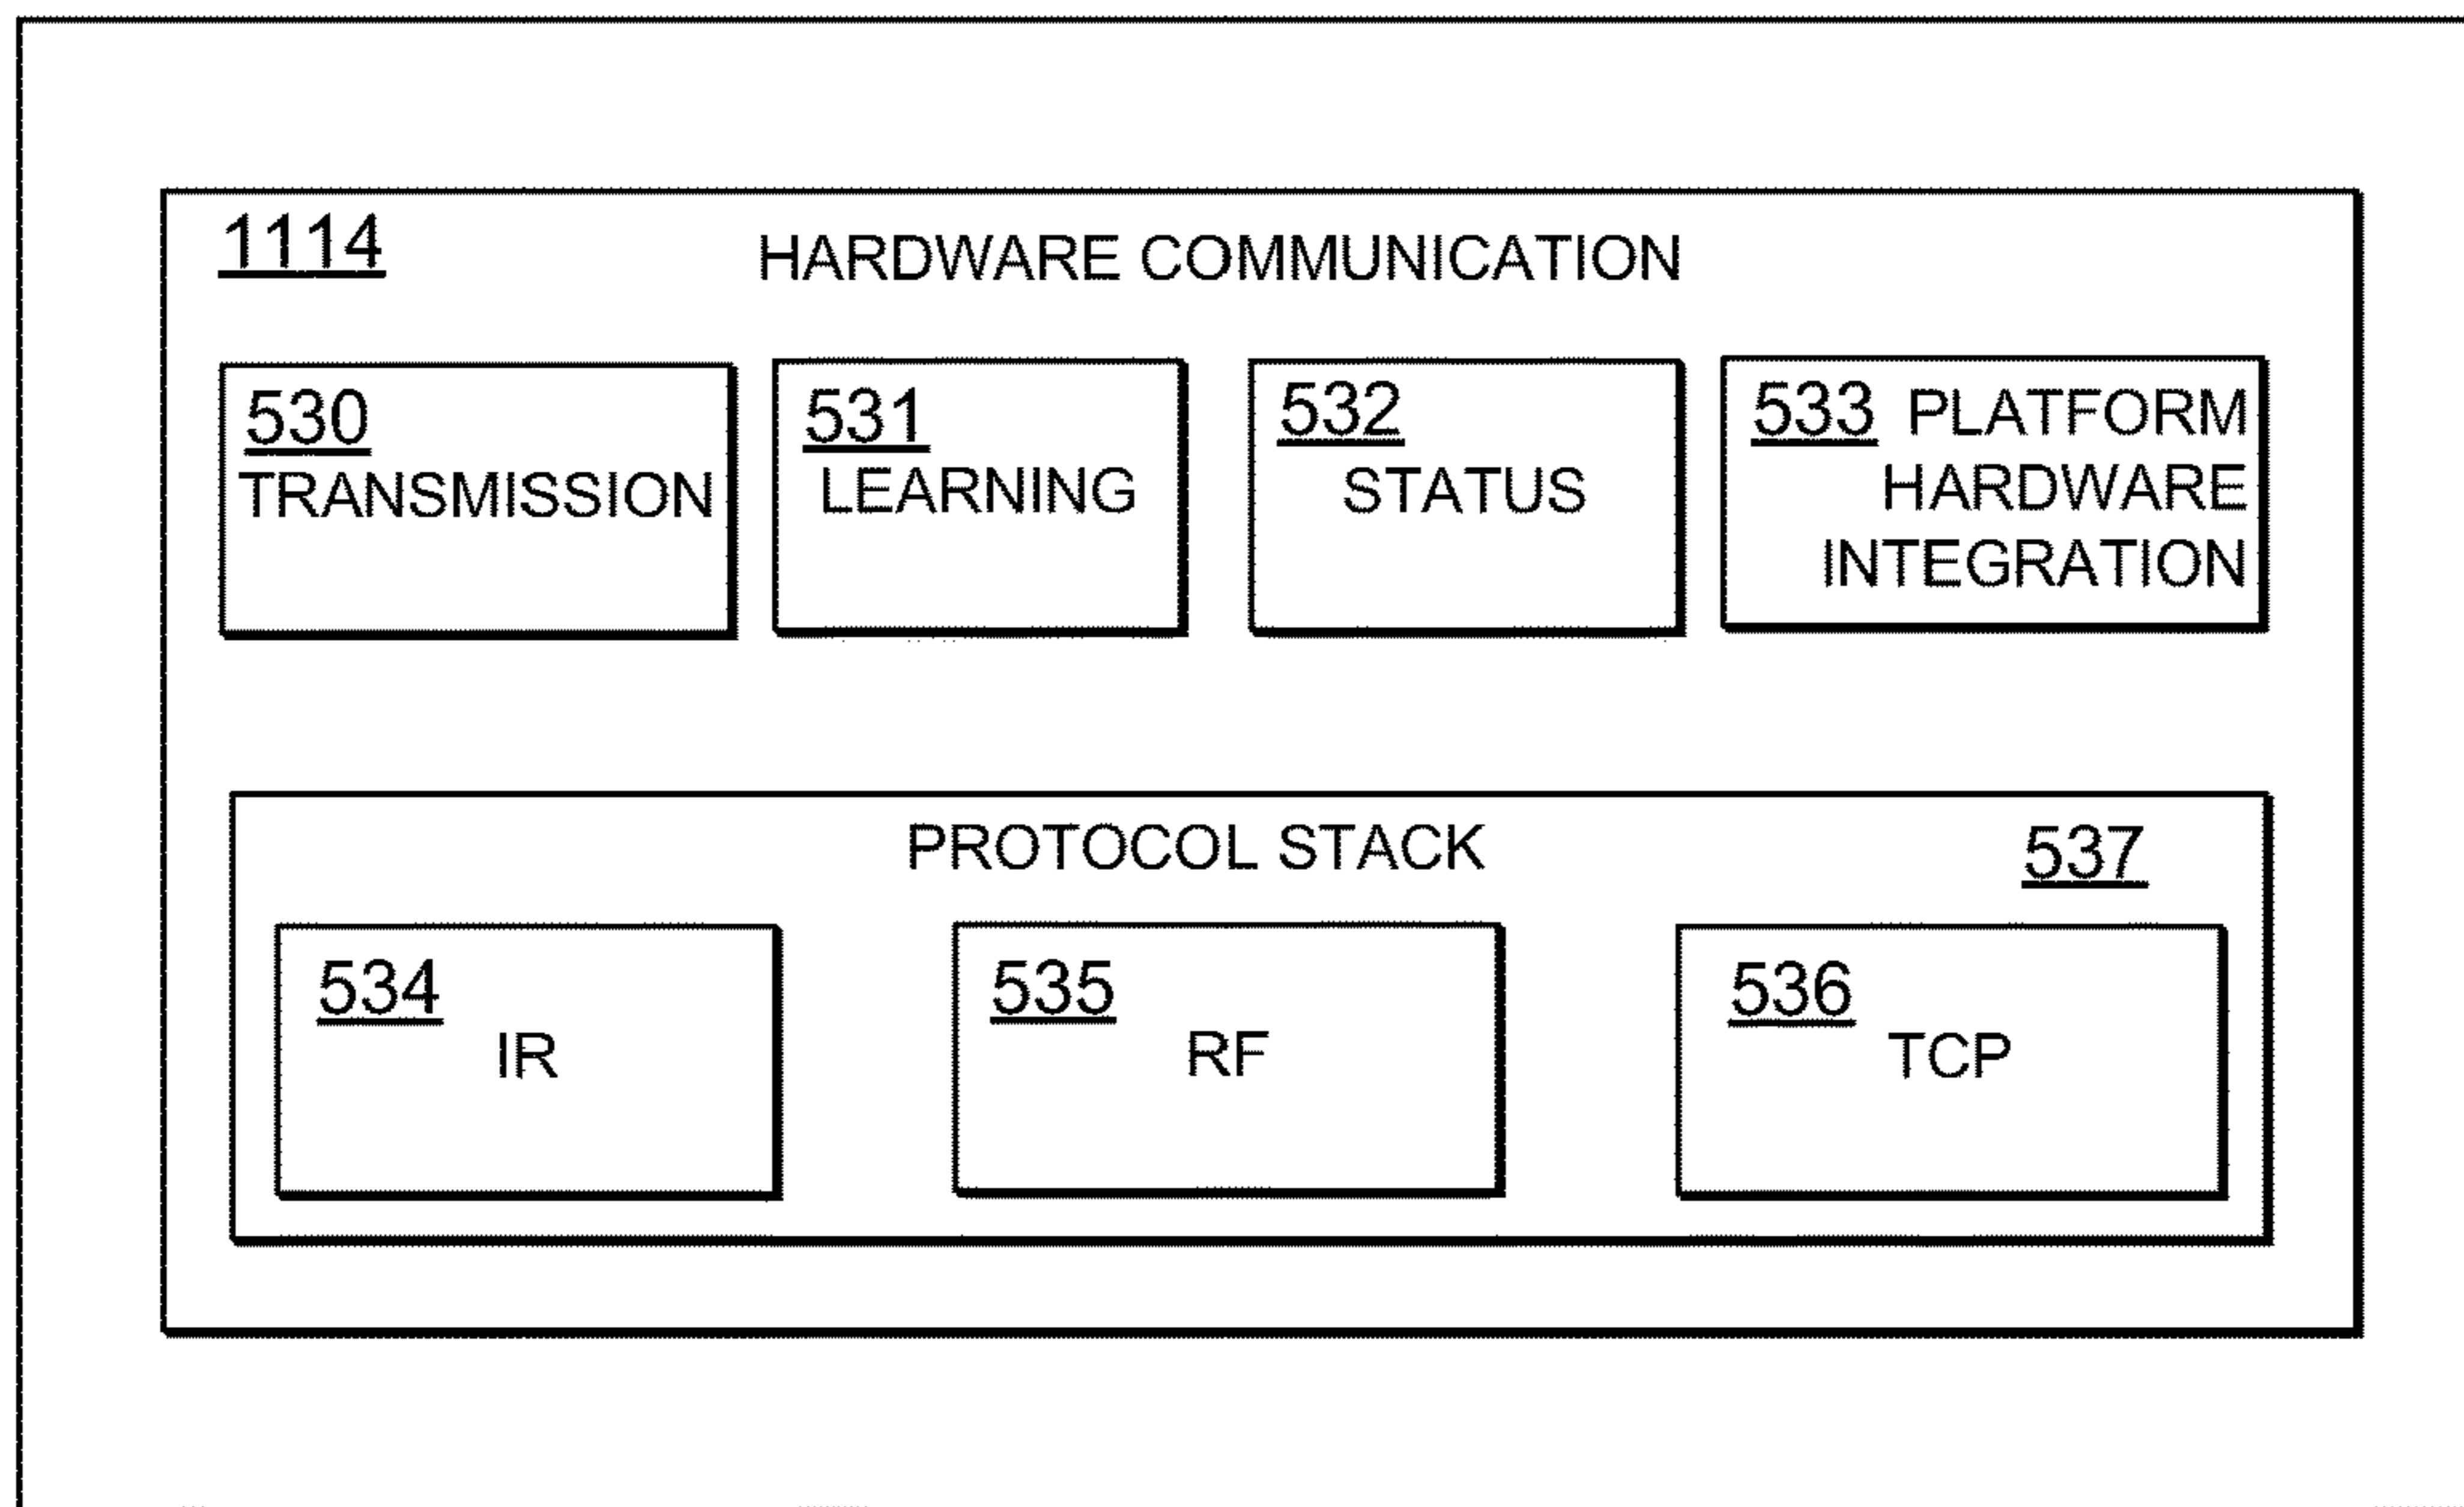 1114
HARDWARE COMMUNICATION
530
TRANSMISSION
531
LEARNING
532
STATUS
533 PLATFORM
HARDWARE
INTEGRATION
PROTOCOL STACK
537
534
IR
535
RF
536
TCP